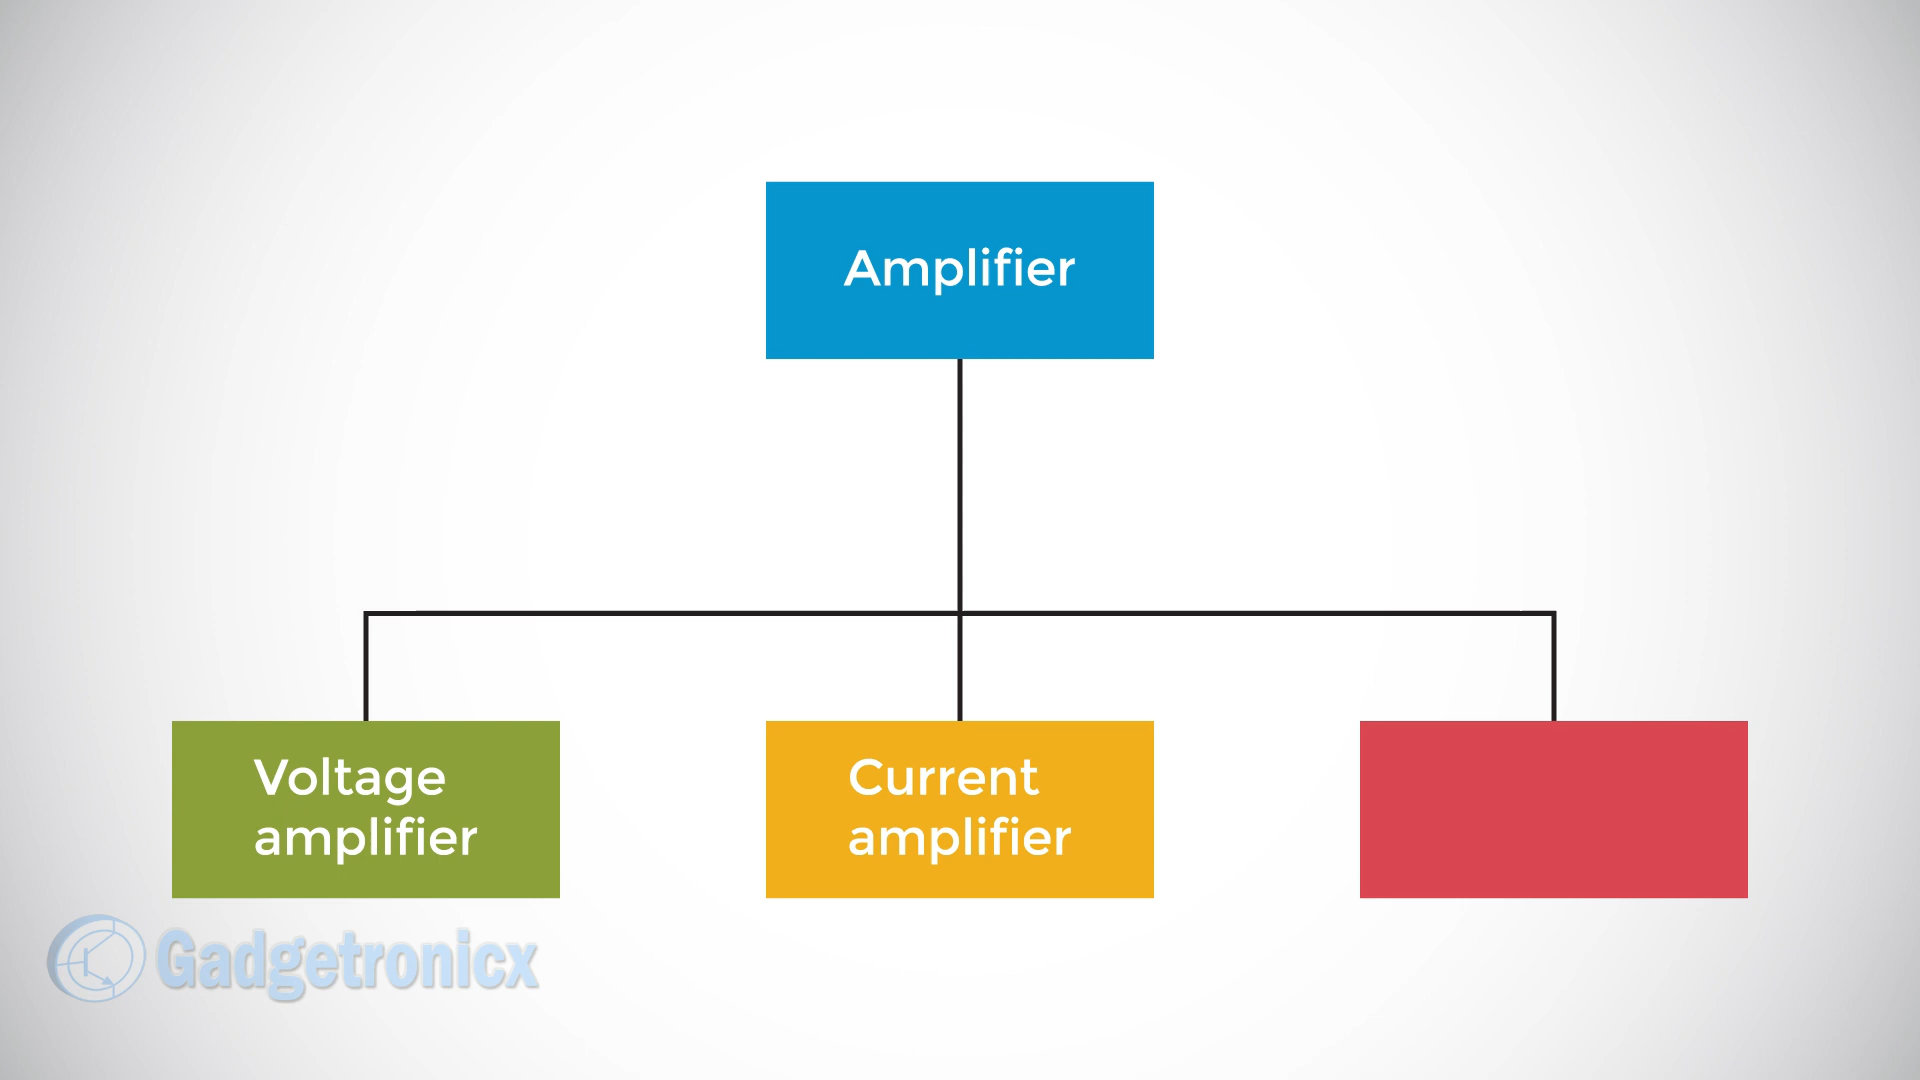 Amplifier
Voltage
amplifier
Current
amplifier
Gadgetronicx